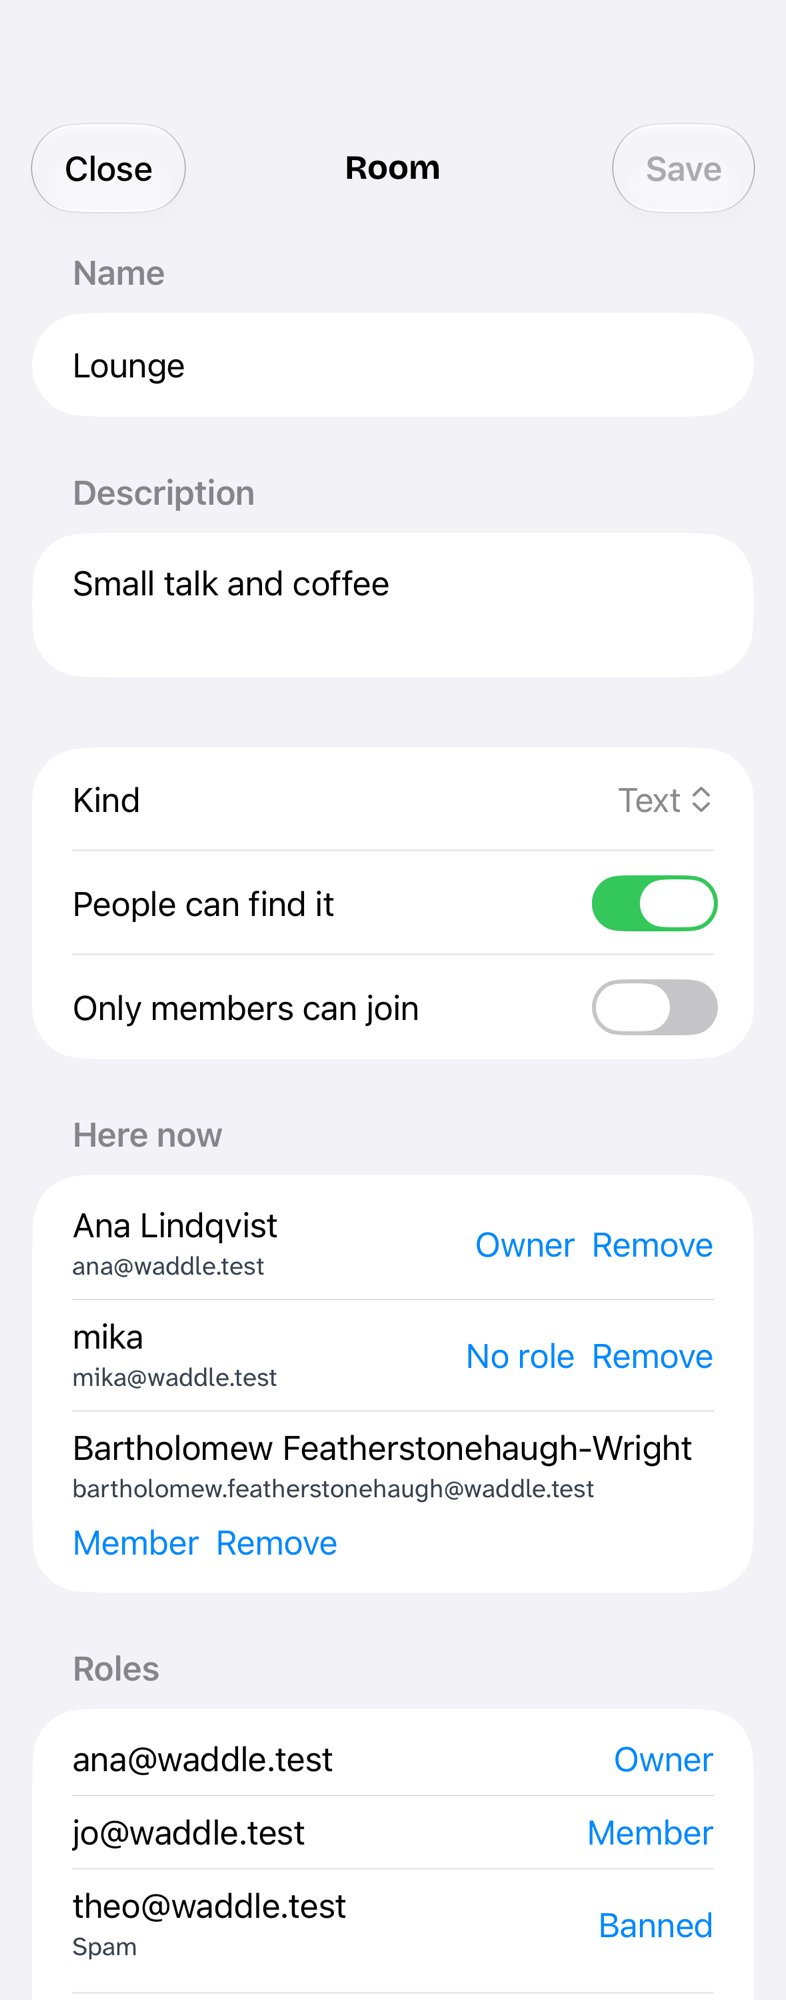 Close
Room
Save
Name
Lounge
Description
Small talk and coffee
Kind
Text
People can find it
Only members can join
Here now
Ana Lindqvist
ana@waddle.test
Owner Remove
mika
mika@waddle.test
No role Remove
Bartholomew Featherstonehaugh-Wright
bartholomew.featherstonehaugh@waddle.test
Member Remove
Roles
ana@waddle.test
Owner
jo@waddle.test
Member
theo@waddle.test
Spam
Banned